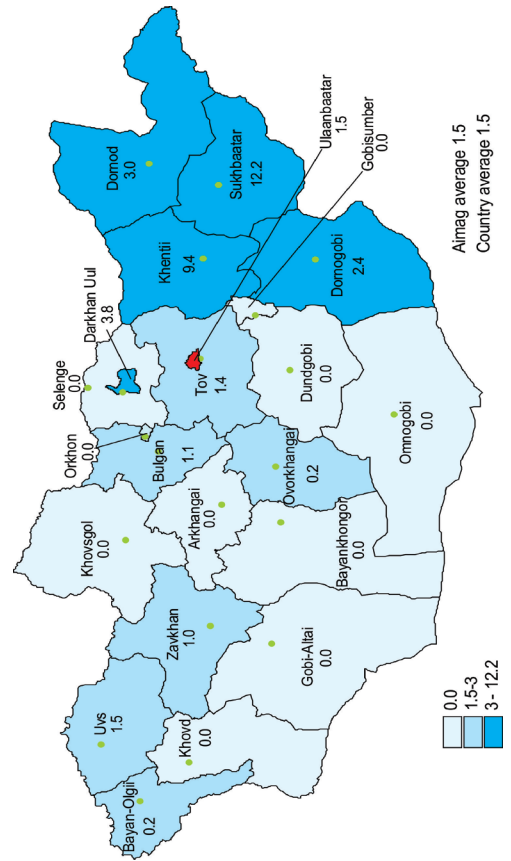 Bayan-Olgii
0.2
Uvs
1.5
Khovd
0.0
Zavkhan
1.0
Gobi-Altai
0.0
Khovsgol
0.0
Arkhangai
0.0
Bayankhongoh
0.0
Orkhon
0.0
Bulgan
1.1
Ovorkhangai
0.2
Omnogobi
0.0
Selenge
0.0
Darkhan Uul
3.8
Tov
1.4
Dundgobi
0.0
Khentii
9.4
Domogobi
2.4
Domod
3.0
Sukhbaatar
12.2
Ulaanbaatar
1.5
Gobisumber
0.0
Aimag average 1.5
Country average 1.5
0.0
1.5-3
3 - 12.2